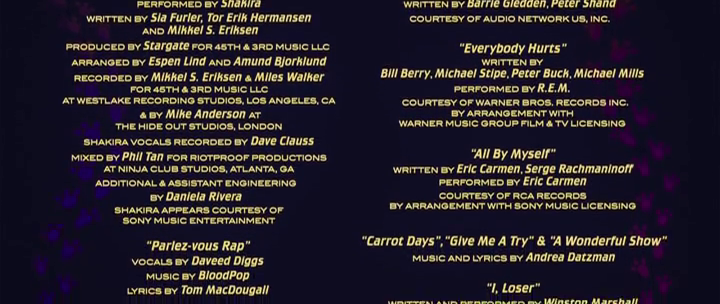 PERFORMED BY Shakira
WRITTEN BY Sia Furler, Tor Erik Hermansen
AND Mikkel S. Eriksen
PRODUCED BY Stargate FOR 45TH & 3RD MUSIC LLC
ARRANGED BY Espen Lind AND Amund Bjorklund
RECORDED BY Mikkel S. Eriksen & Miles Walker
FOR 45TH & 3RD MUSIC LLC
AT WESTLAKE RECORDING STUDIOS, LOS ANGELES, CA
& BY Mike Anderson AT
THE HIDE OUT STUDIOS, LONDON
SHAKIRA VOCALS RECORDED BY Dave Clauss
MIXED BY Phil Tan FOR RIOTPROOF PRODUCTIONS
AT NINJA CLUB STUDIOS, ATLANTA, GA
ADDITIONAL & ASSISTANT ENGINEERING
BY Daniela Rivera
SHAKIRA APPEARS COURTESY OF
SONY MUSIC ENTERTAINMENT
"Parlez-vous Rap"
VOCALS BY Daveed Diggs
MUSIC BY BloodPop
LYRICS BY Tom MacDougall
WRITTEN BY Barrie Gledden, Peter Shand
COURTESY OF AUDIO NETWORK US, INC.
"Everybody Hurts"
WRITTEN BY
Bill Berry, Michael Stipe, Peter Buck, Michael Mills
PERFORMED BY R.E.M.
COURTESY OF WARNER BROS. RECORDS INC.
BY ARRANGEMENT WITH
WARNER MUSIC GROUP FILM & TV LICENSING
"All By Myself"
WRITTEN BY Eric Carmen, Serge Rachmaninoff
PERFORMED BY Eric Carmen
COURTESY OF RCA RECORDS
BY ARRANGEMENT WITH SONY MUSIC LICENSING
"Carrot Days", "Give Me A Try" & "A Wonderful Show"
MUSIC AND LYRICS BY Andrea Datzman
"I, Loser"
WRITTEN AND PERFORMED BY Winston Marshall